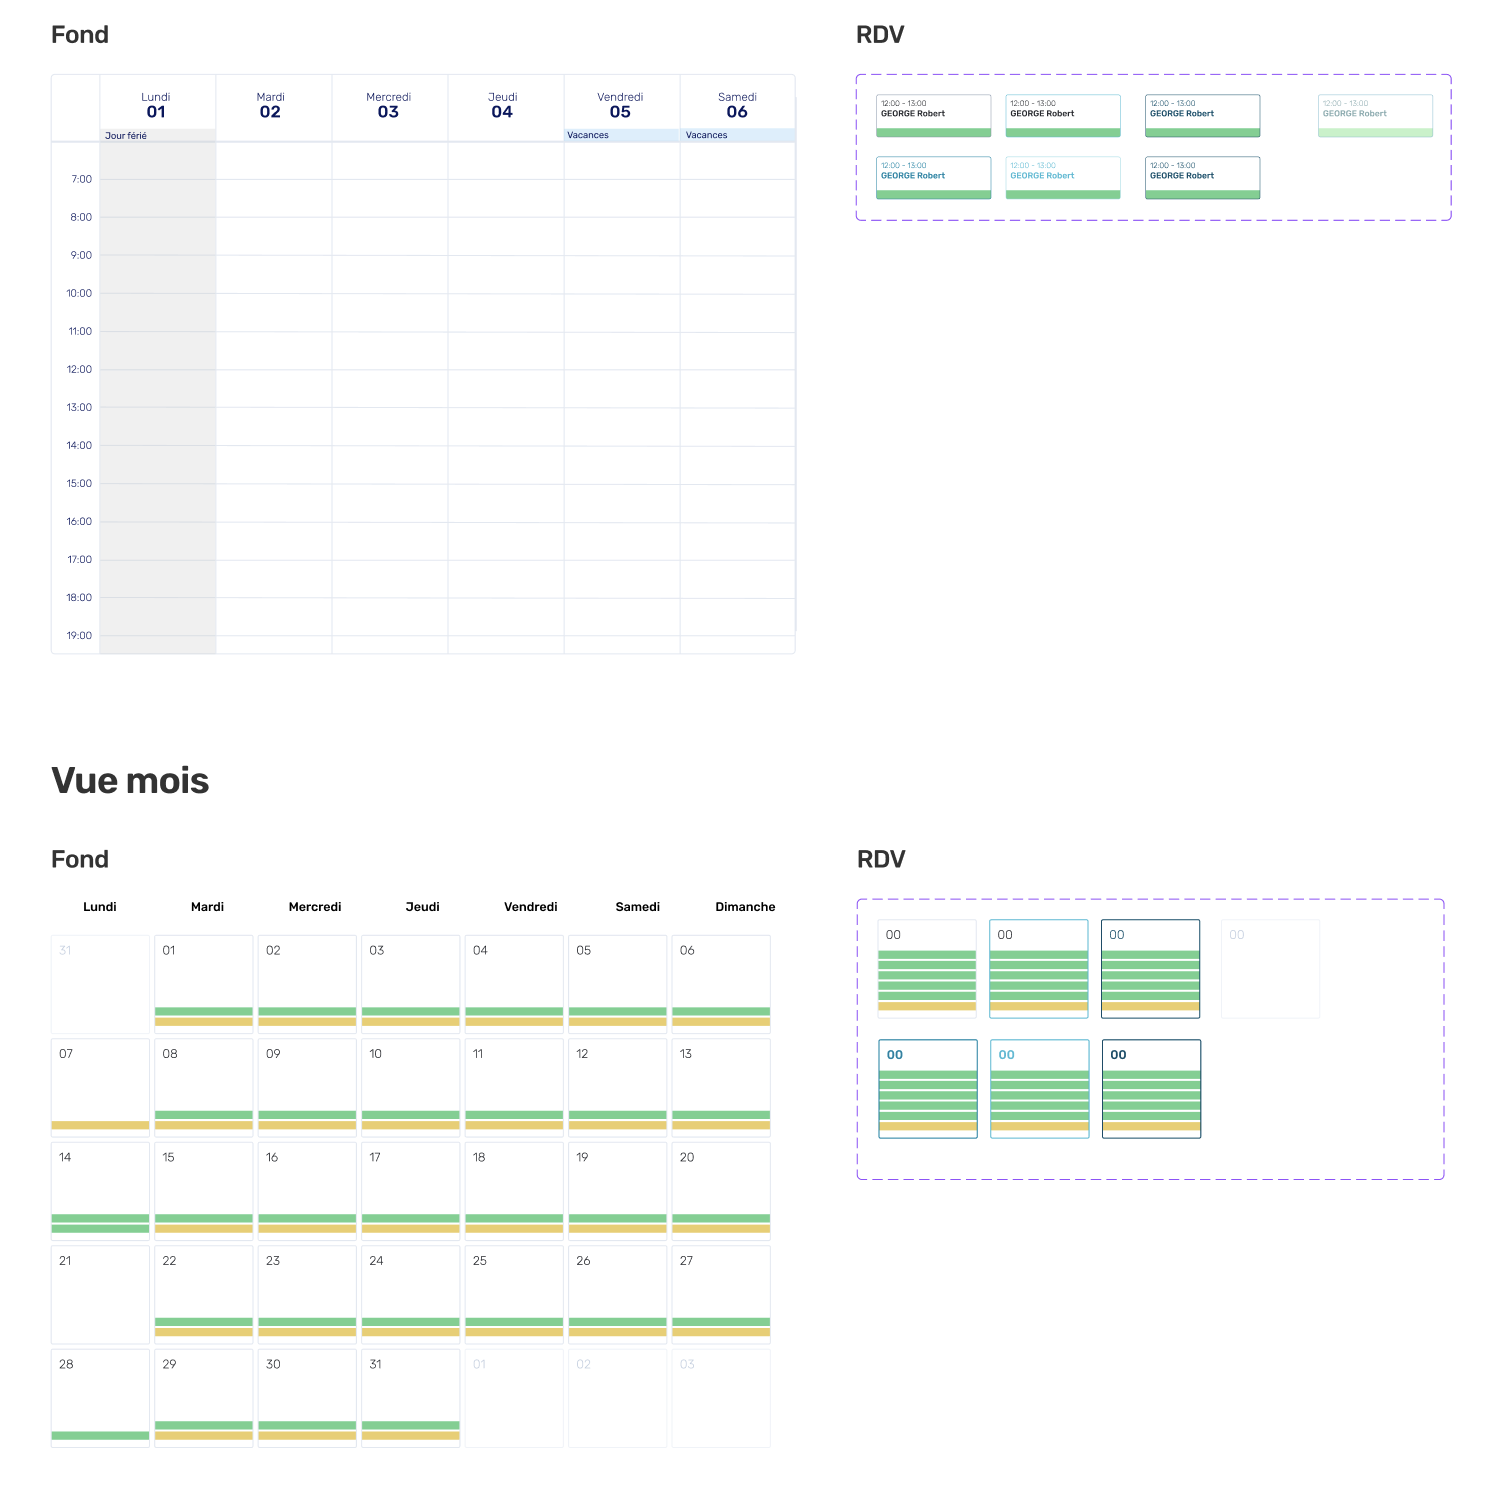 Fond
RDV
Lundi Mardi Mercredi Jeudi Vendredi Samedi
01 02 03 04 05 06
Jour férié Vacances Vacances
7:00
8:00
9:00
10:00
11:00
12:00
13:00
14:00
15:00
16:00
17:00
18:00
19:00
12:00 - 13:00 12:00 - 13:00 12:00 - 13:00 12:00 - 13:00
GEORGE Robert GEORGE Robert GEORGE Robert GEORGE Robert
12:00 - 13:00 12:00 - 13:00 12:00 - 13:00
GEORGE Robert GEORGE Robert GEORGE Robert
Vue mois
Fond
RDV
Lundi Mardi Mercredi Jeudi Vendredi Samedi Dimanche
31 01 02 03 04 05 06
07 08 09 10 11 12 13
14 15 16 17 18 19 20
21 22 23 24 25 26 27
28 29 30 31 01 02 03
00 00 00 00
00 00 00